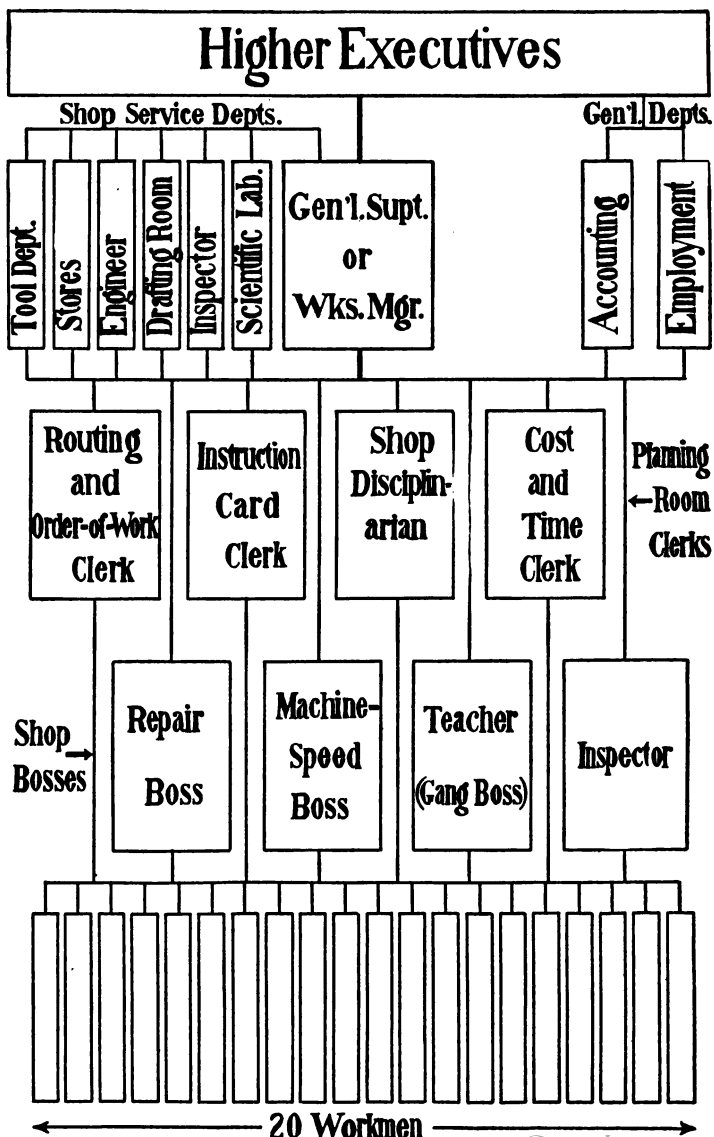 Higher Executives
Shop Service Depts.
Gen'l. Depts.
Tool Dept.
Stores
Engineer
Drafting Room
Inspector
Scientific Lab.
Gen'l. Supt.
or
Wks. Mgr.
Accounting
Employment
Routing
and
Order-of-Work
Clerk
Instruction
Card
Clerk
Shop
Disciplin-
arian
Cost
and
Time
Clerk
Planning
Room
Clerks
Shop
Bosses
Repair
Boss
Machine-
Speed
Boss
Teacher
(Gang Boss)
Inspector
20 Workmen